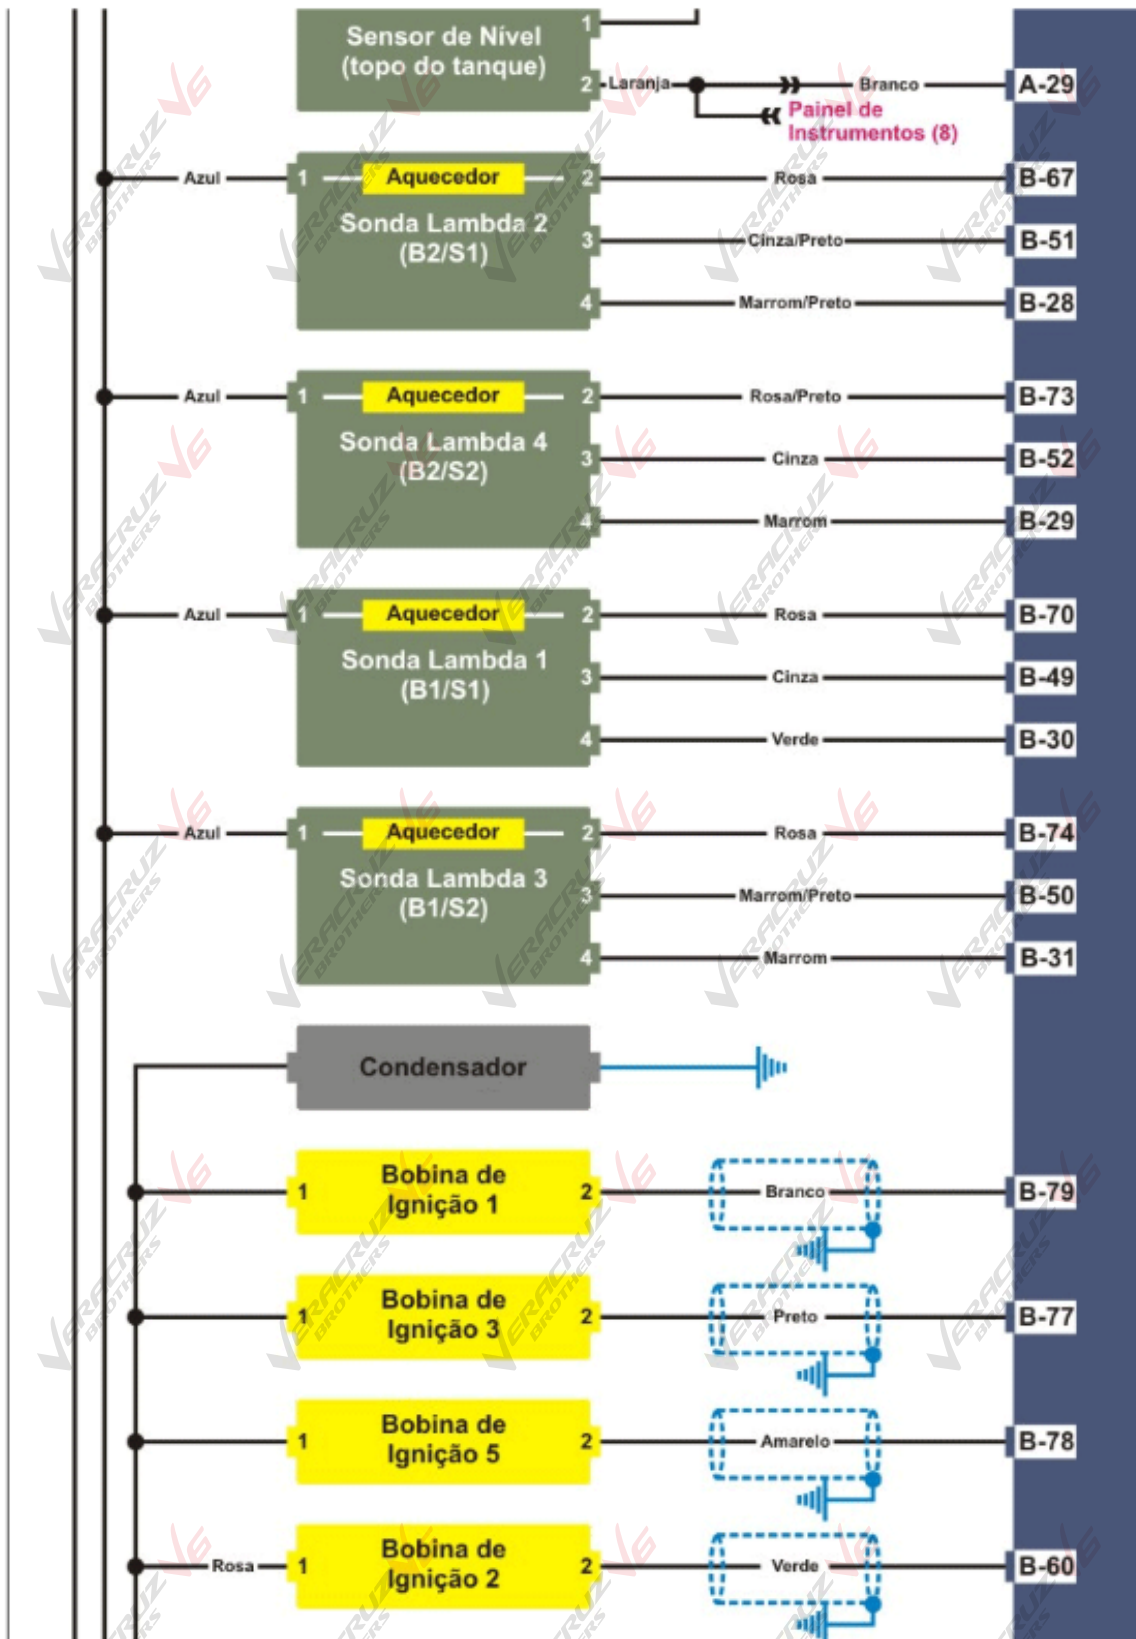 Sensor de Nível
(topo do tanque)
1
2 Laranja Branco A-29
Painel de
Instrumentos (8)
Azul 1 Aquecedor 2 Rosa B-67
Sonda Lambda 2
(B2/S1)
3 Cinza/Preto B-51
4 Marrom/Preto B-28
Azul 1 Aquecedor 2 Rosa/Preto B-73
Sonda Lambda 4
(B2/S2)
3 Cinza B-52
4 Marrom B-29
Azul 1 Aquecedor 2 Rosa B-70
Sonda Lambda 1
(B1/S1)
3 Cinza B-49
4 Verde B-30
Azul 1 Aquecedor 2 Rosa B-74
Sonda Lambda 3
(B1/S2)
3 Marrom/Preto B-50
4 Marrom B-31
Condensador
Bobina de
Ignição 1
1 2 Branco B-79
Bobina de
Ignição 3
1 2 Preto B-77
Bobina de
Ignição 5
1 2 Amarelo B-78
Bobina de
Ignição 2
Rosa 1 2 Verde B-60
VERACRUZ V6
BROTHERS